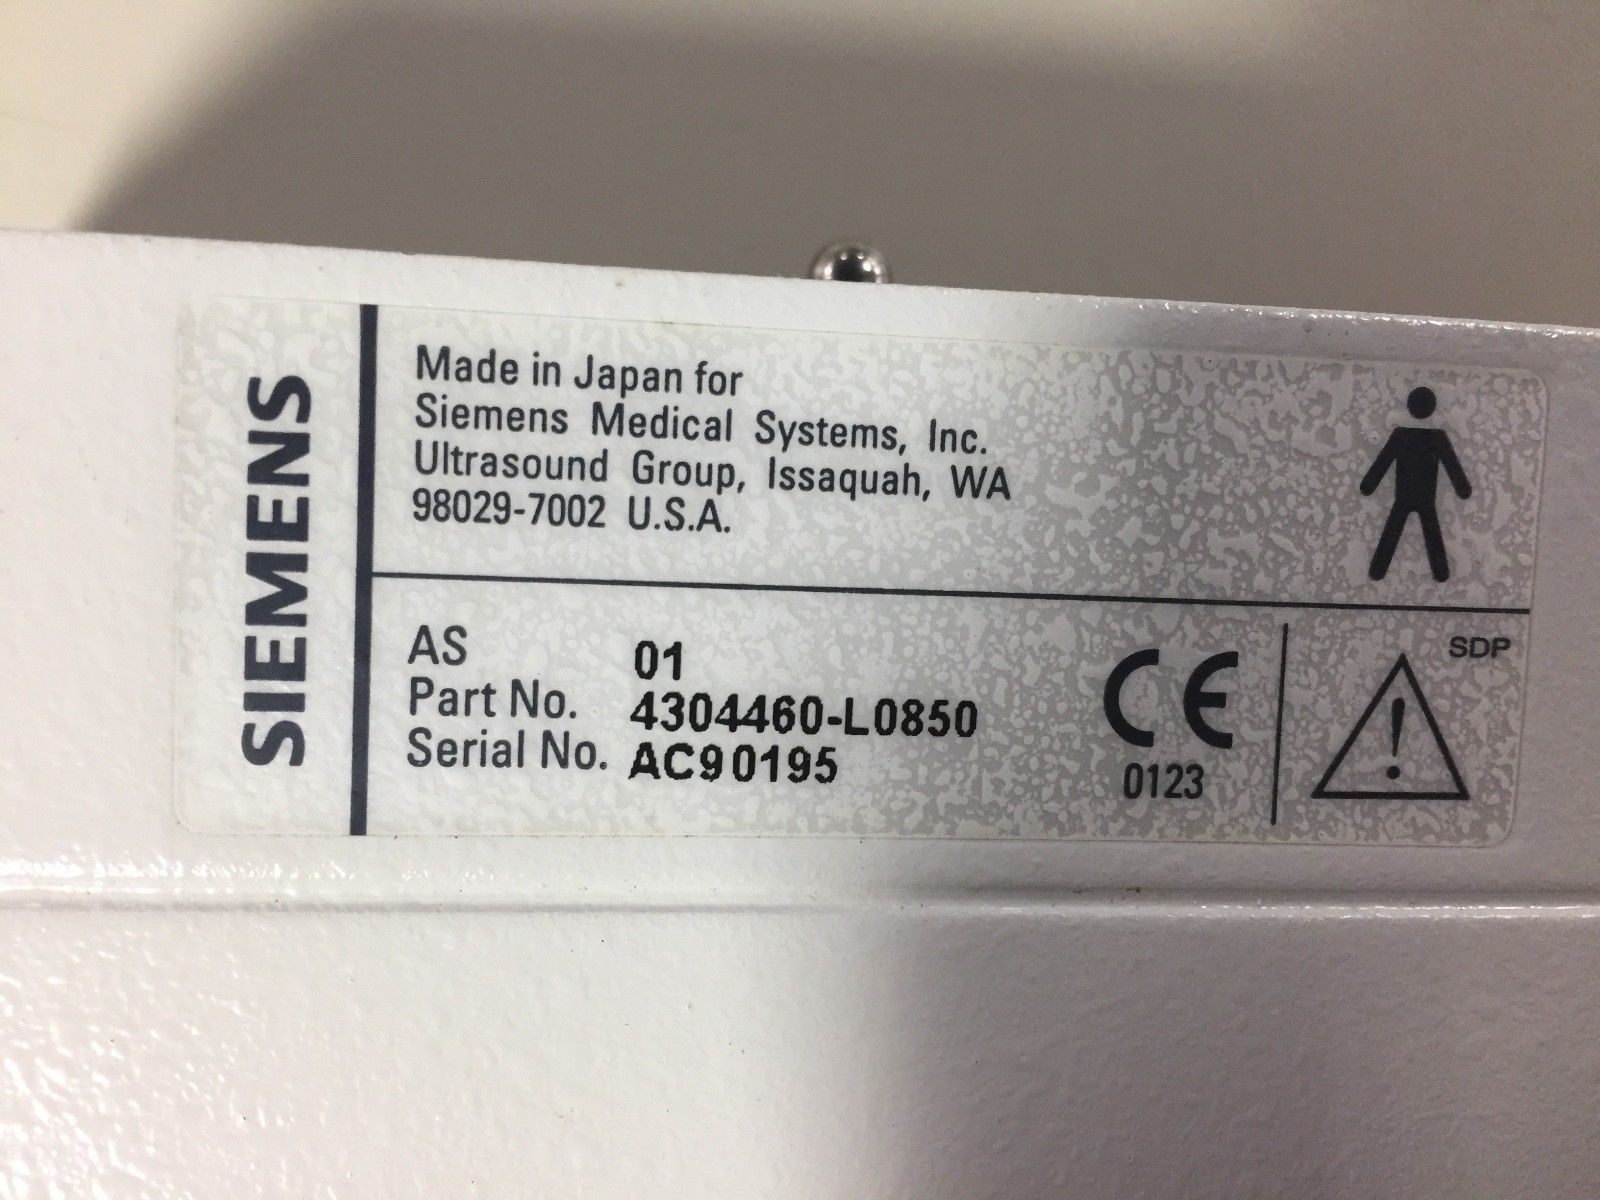 SIEMENS
Made in Japan for
Siemens Medical Systems, Inc.
Ultrasound Group, Issaquah, WA
98029-7002 U.S.A.
AS 01
Part No. 4304460-L0850
Serial No. AC90195
CE
0123
SDP
!